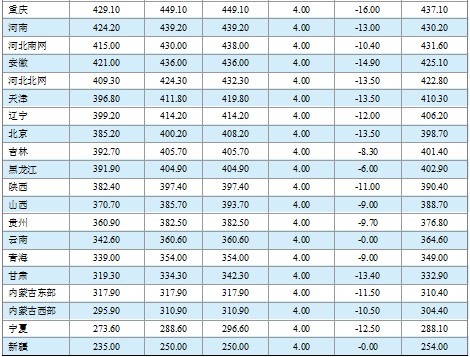 重庆 429.10 449.10 449.10 4.00 -16.00 437.10
河南 424.20 439.20 439.20 4.00 -13.00 430.20
河北南网 415.00 430.00 438.00 4.00 -10.40 431.60
安徽 421.00 436.00 436.00 4.00 -14.90 425.10
河北北网 409.30 424.30 432.30 4.00 -13.50 422.80
天津 396.80 411.80 419.80 4.00 -13.50 410.30
辽宁 399.20 414.20 414.20 4.00 -12.00 406.20
北京 385.20 400.20 408.20 4.00 -13.50 398.70
吉林 392.70 405.70 405.70 4.00 -8.30 401.40
黑龙江 391.90 404.90 404.90 4.00 -6.00 402.90
陕西 382.40 397.40 397.40 4.00 -11.00 390.40
山西 370.70 385.70 393.70 4.00 -9.00 388.70
贵州 360.90 382.50 382.50 4.00 -9.70 376.80
云南 342.60 360.60 360.60 4.00 -0.00 364.60
青海 339.00 354.00 354.00 4.00 -9.00 349.00
甘肃 319.30 334.30 342.30 4.00 -13.40 332.90
内蒙古东部 317.90 317.90 317.90 4.00 -11.50 310.40
内蒙古西部 295.90 310.90 310.90 4.00 -10.50 304.40
宁夏 273.60 288.60 296.60 4.00 -12.50 288.10
新疆 235.00 250.00 250.00 4.00 -0.00 254.00